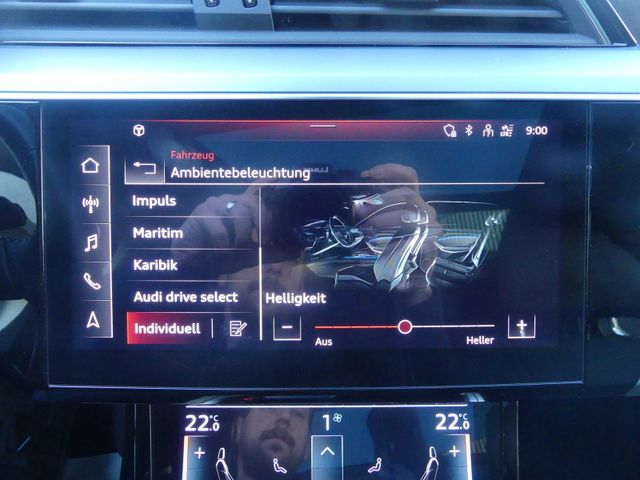 9:00
Fahrzeug
Ambientebeleuchtung
Impuls
Maritim
Karibik
Audi drive select
Helligkeit
Individuell
−
+
Aus
Heller
22.0 °C
1
22.0 °C
+
+